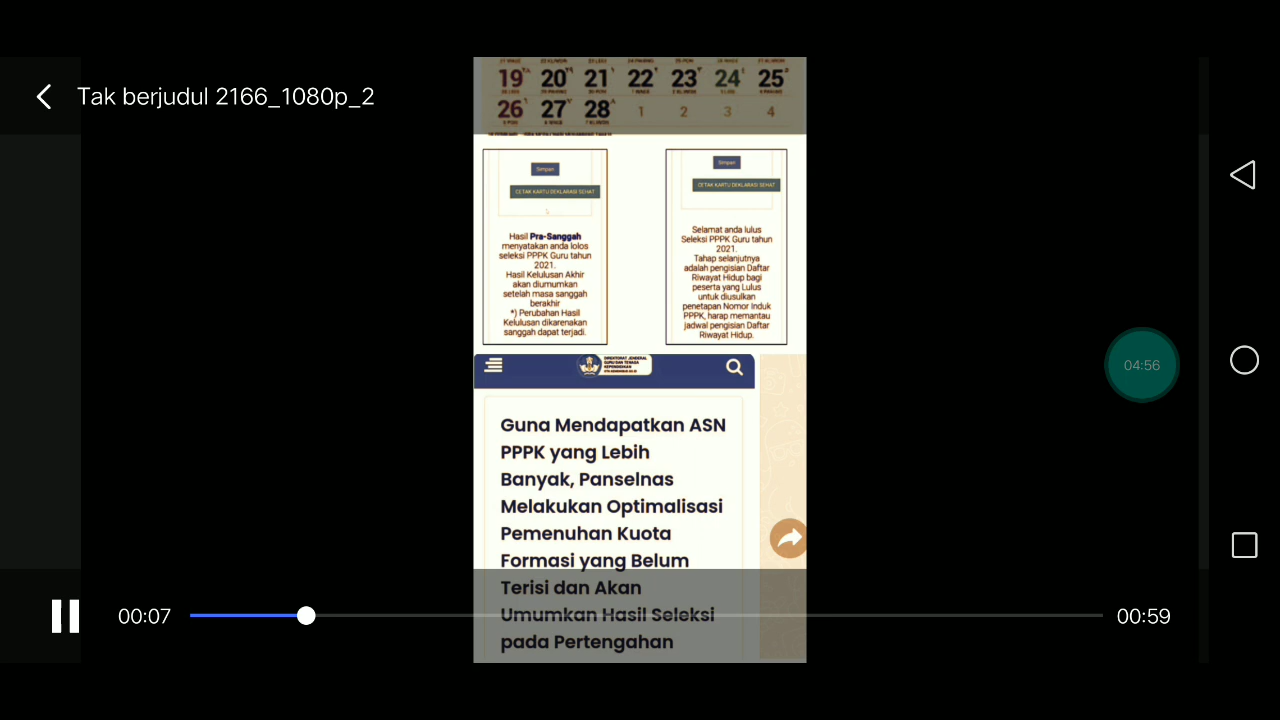 Tak berjudul 2166_1080p_2
19 20 21 22 23 24 25
26 27 28 1 2 3 4
Simpan
CETAK KARTU DEKLARASI SEHAT
Hasil Pra-Sanggah
menyatakan anda lolos
seleksi PPPK Guru tahun
2021.
Hasil Kelulusan Akhir
akan diumumkan
setelah masa sanggah
berakhir
*) Perubahan Hasil
Kelulusan dikarenakan
sanggah dapat terjadi.
Simpan
CETAK KARTU DEKLARASI SEHAT
Selamat anda lulus
Seleksi PPPK Guru tahun
2021.
Tahap selanjutnya
adalah pengisian Daftar
Riwayat Hidup bagi
peserta yang Lulus
untuk diusulkan
penetapan Nomor Induk
PPPK, harap memantau
jadwal pengisian Daftar
Riwayat Hidup.
DIREKTORAT JENDERAL
GURU DAN TENAGA
KEPENDIDIKAN
Guna Mendapatkan ASN
PPPK yang Lebih
Banyak, Panselnas
Melakukan Optimalisasi
Pemenuhan Kuota
Formasi yang Belum
Terisi dan Akan
Umumkan Hasil Seleksi
pada Pertengahan
04:56
00:07
00:59